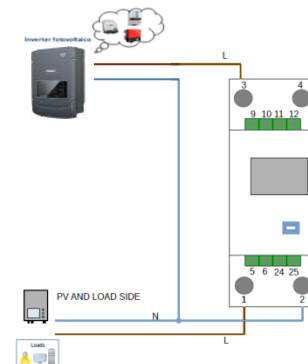 Inverter fotovoltaico
L
3 4
9 10 11 12
5 6 24 25
1 2
PV AND LOAD SIDE
N
L
Loads